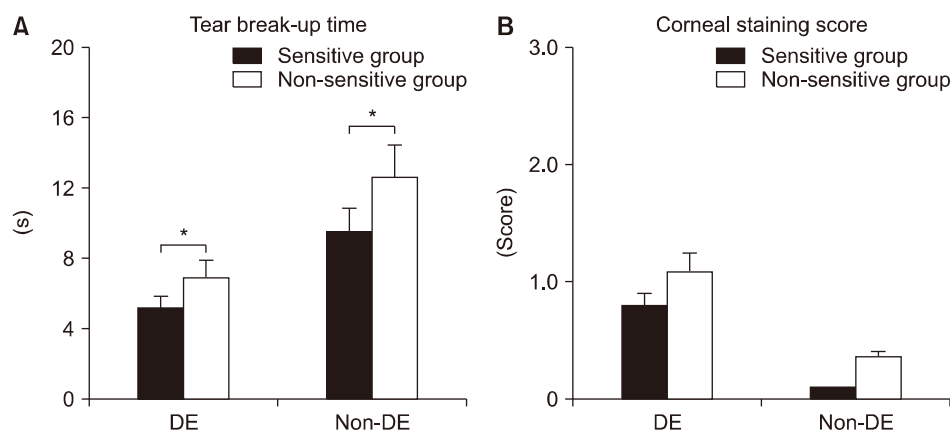 A
Tear break-up time
Sensitive group
Non-sensitive group
20
16
12
8
4
0
(s)
*
*
DE
Non-DE
B
Corneal staining score
Sensitive group
Non-sensitive group
3.0
2.0
1.0
0
(Score)
DE
Non-DE